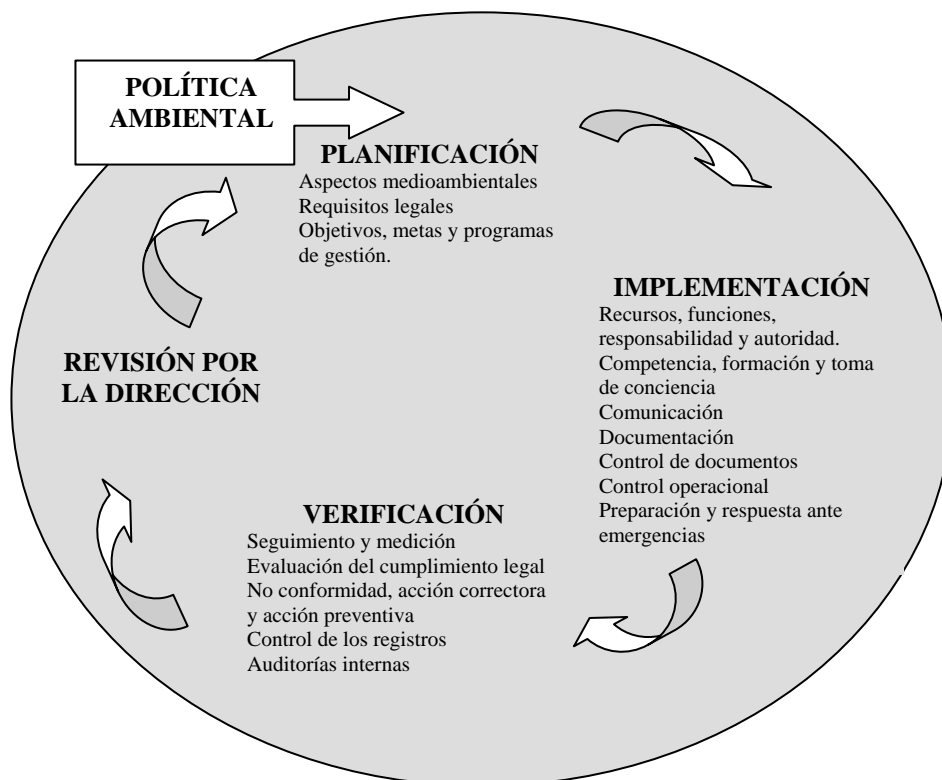 POLÍTICA
AMBIENTAL
PLANIFICACIÓN
Aspectos medioambientales
Requisitos legales
Objetivos, metas y programas
de gestión.
IMPLEMENTACIÓN
Recursos, funciones,
responsabilidad y autoridad.
Competencia, formación y toma
de conciencia
Comunicación
Documentación
Control de documentos
Control operacional
Preparación y respuesta ante
emergencias
VERIFICACIÓN
Seguimiento y medición
Evaluación del cumplimiento legal
No conformidad, acción correctora
y acción preventiva
Control de los registros
Auditorías internas
REVISIÓN POR
LA DIRECCIÓN